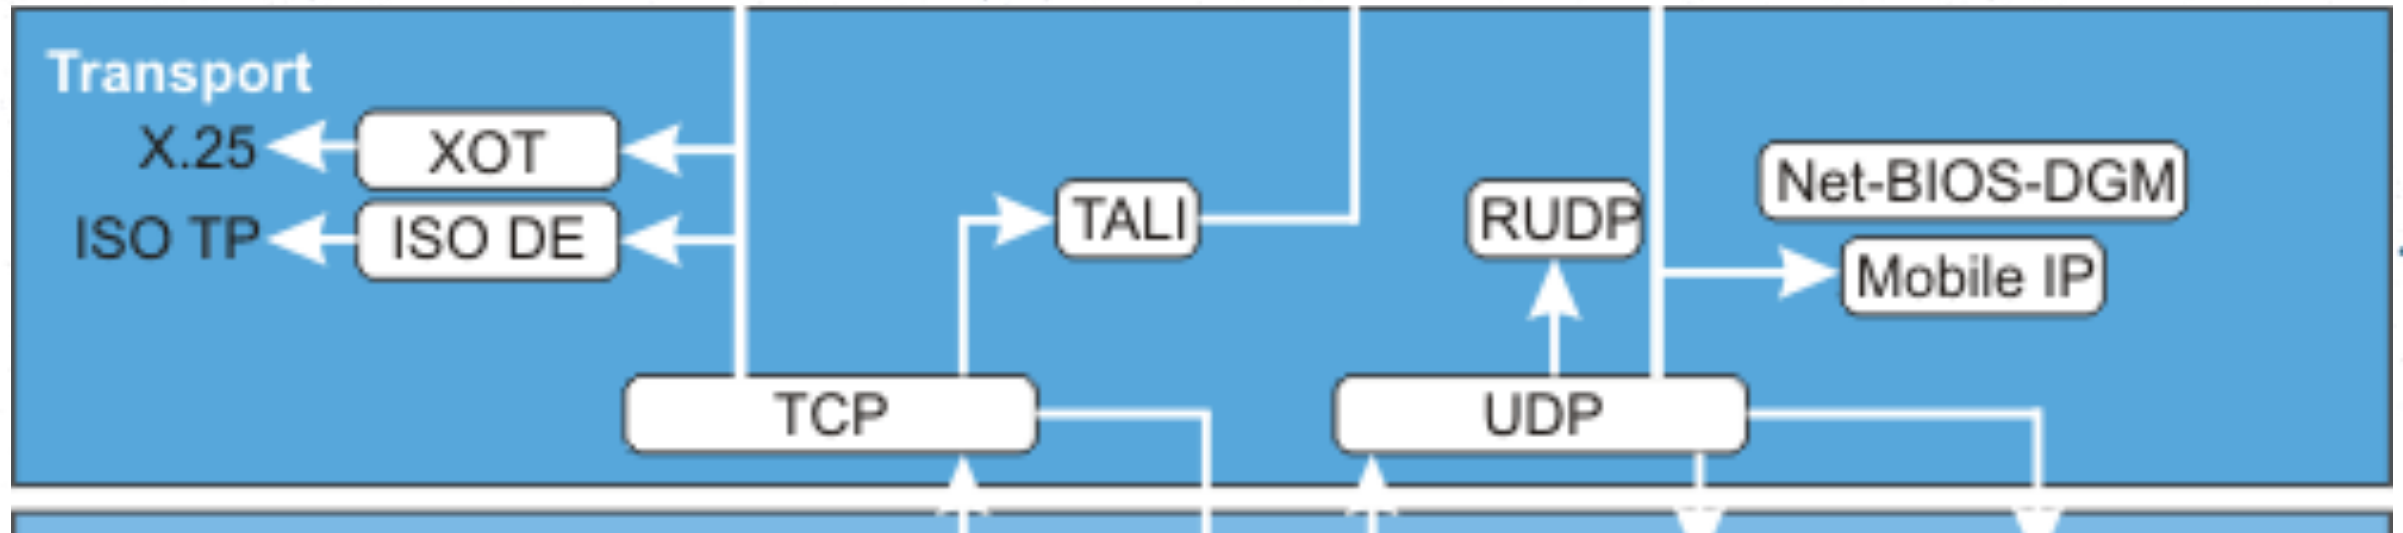 Transport
X.25
XOT
ISO TP
ISO DE
TALI
RUDP
Net-BIOS-DGM
Mobile IP
TCP
UDP